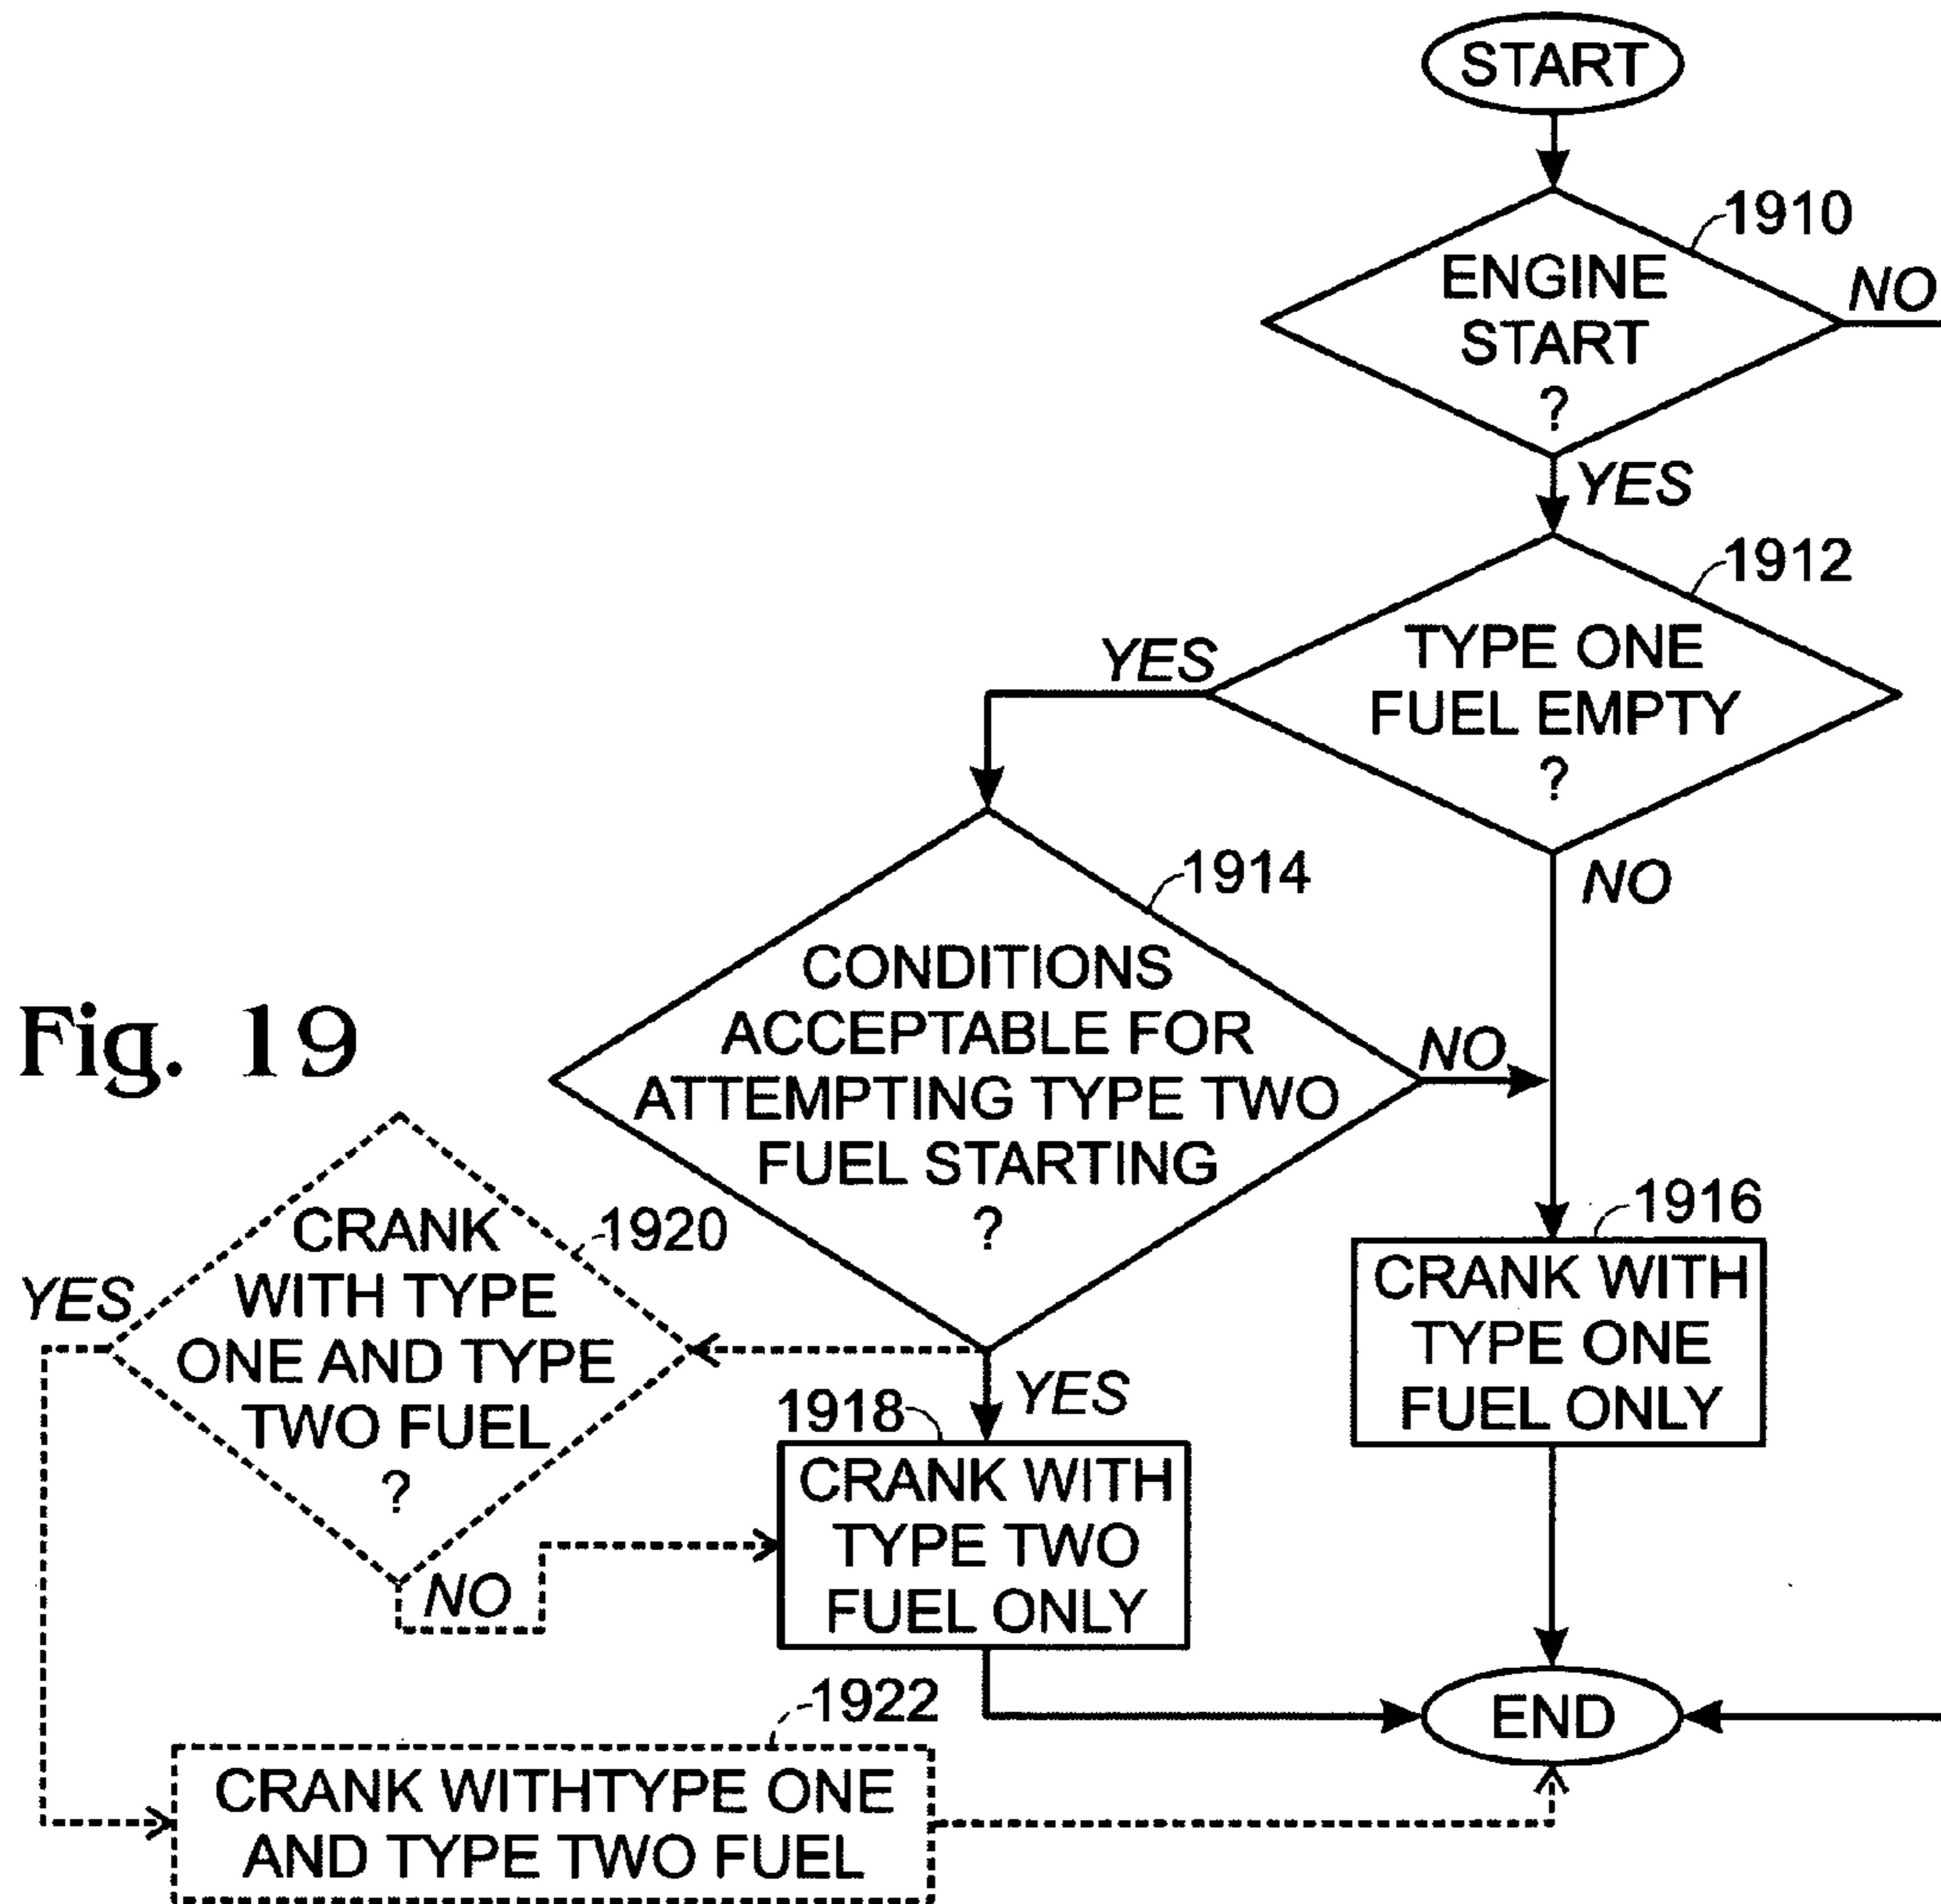 START
1910
ENGINE
START
?
NO
YES
1912
TYPE ONE
FUEL EMPTY
?
YES
NO
1914
CONDITIONS
ACCEPTABLE FOR
ATTEMPTING TYPE TWO
FUEL STARTING
?
NO
YES
Fig. 19
1916
CRANK WITH
TYPE ONE
FUEL ONLY
1920
CRANK
WITH TYPE
ONE AND TYPE
TWO FUEL
?
YES
NO
1918
CRANK WITH
TYPE TWO
FUEL ONLY
1922
CRANK WITHTYPE ONE
AND TYPE TWO FUEL
END